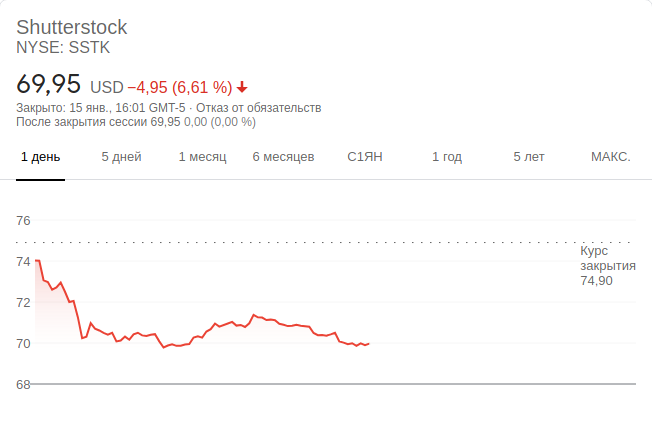 Shutterstock
NYSE: SSTK
69,95 USD −4,95 (6,61 %)
Закрыто: 15 янв., 16:01 GMT-5 · Отказ от обязательств
После закрытия сессии 69,95 0,00 (0,00 %)
1 день 5 дней 1 месяц 6 месяцев С1ЯН 1 год 5 лет МАКС.
76
Курс
закрытия
74,90
74
72
70
68